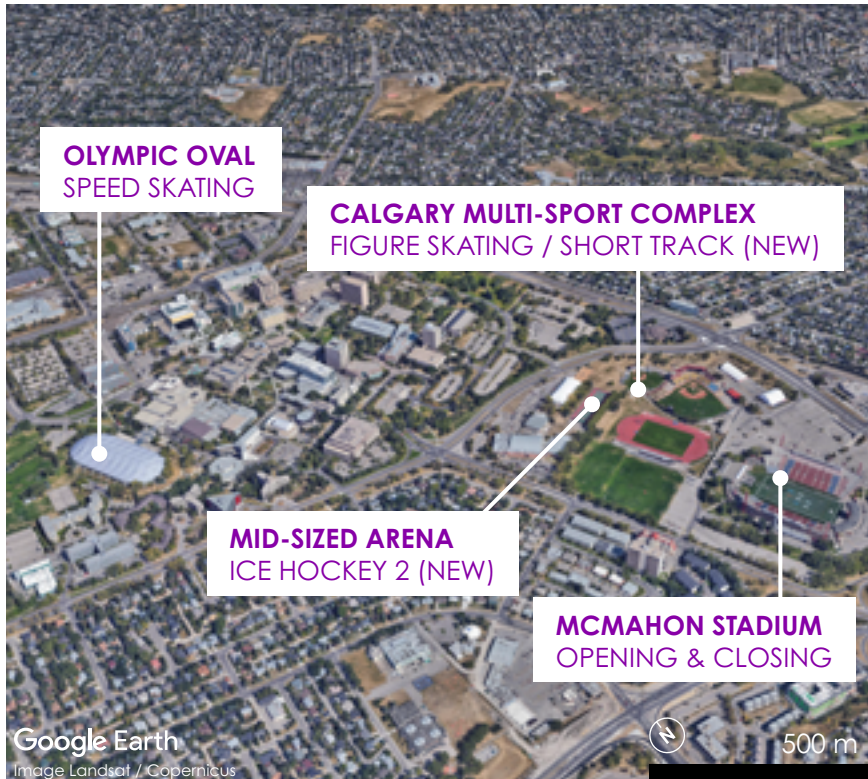 OLYMPIC OVAL
SPEED SKATING
CALGARY MULTI-SPORT COMPLEX
FIGURE SKATING / SHORT TRACK (NEW)
MID-SIZED ARENA
ICE HOCKEY 2 (NEW)
MCMAHON STADIUM
OPENING & CLOSING
Google Earth
Image Landsat / Copernicus
N
500 m